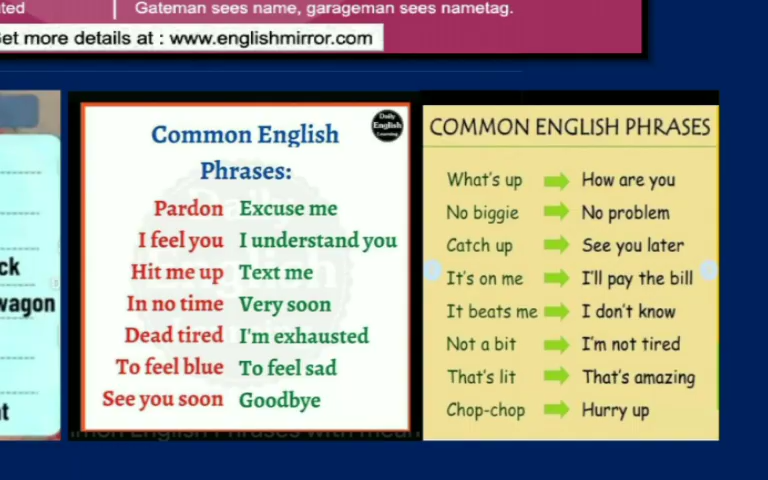 Gateman sees name, garageman sees nametag.
et more details at : www.englishmirror.com
wagon
Daily
English
Learning
Common English
Phrases:
Pardon Excuse me
I feel you I understand you
Hit me up Text me
In no time Very soon
Dead tired I'm exhausted
To feel blue To feel sad
See you soon Goodbye
COMMON ENGLISH PHRASES
What's up How are you
No biggie No problem
Catch up See you later
It's on me I'll pay the bill
It beats me I don't know
Not a bit I'm not tired
That's lit That's amazing
Chop-chop Hurry up